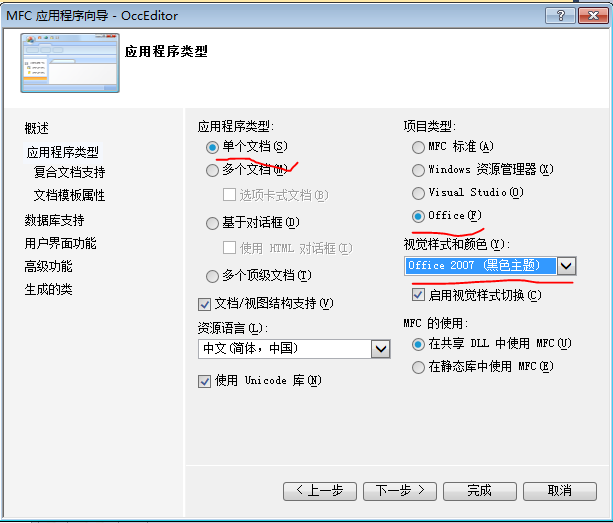 MFC 应用程序向导 - OccEditor
应用程序类型
概述
应用程序类型
复合文档支持
文档模板属性
数据库支持
用户界面功能
高级功能
生成的类
应用程序类型:
单个文档(S)
多个文档(M)
选项卡式文档(B)
基于对话框(D)
使用 HTML 对话框(I)
多个顶级文档(T)
文档/视图结构支持(V)
资源语言(L):
中文(简体，中国)
使用 Unicode 库(N)
项目类型:
MFC 标准(A)
Windows 资源管理器(X)
Visual Studio(O)
Office(F)
视觉样式和颜色(Y):
Office 2007 (黑色主题)
启用视觉样式切换(C)
MFC 的使用:
在共享 DLL 中使用 MFC(U)
在静态库中使用 MFC(E)
< 上一步
下一步 >
完成
取消